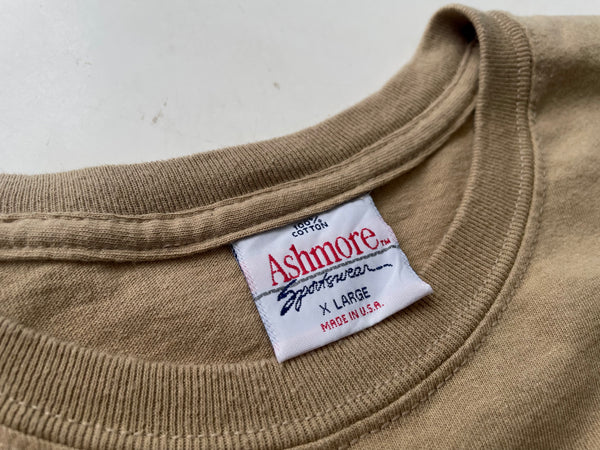 100%
COTTON
Ashmore™
Sportswear
X LARGE
MADE IN U.S.A.